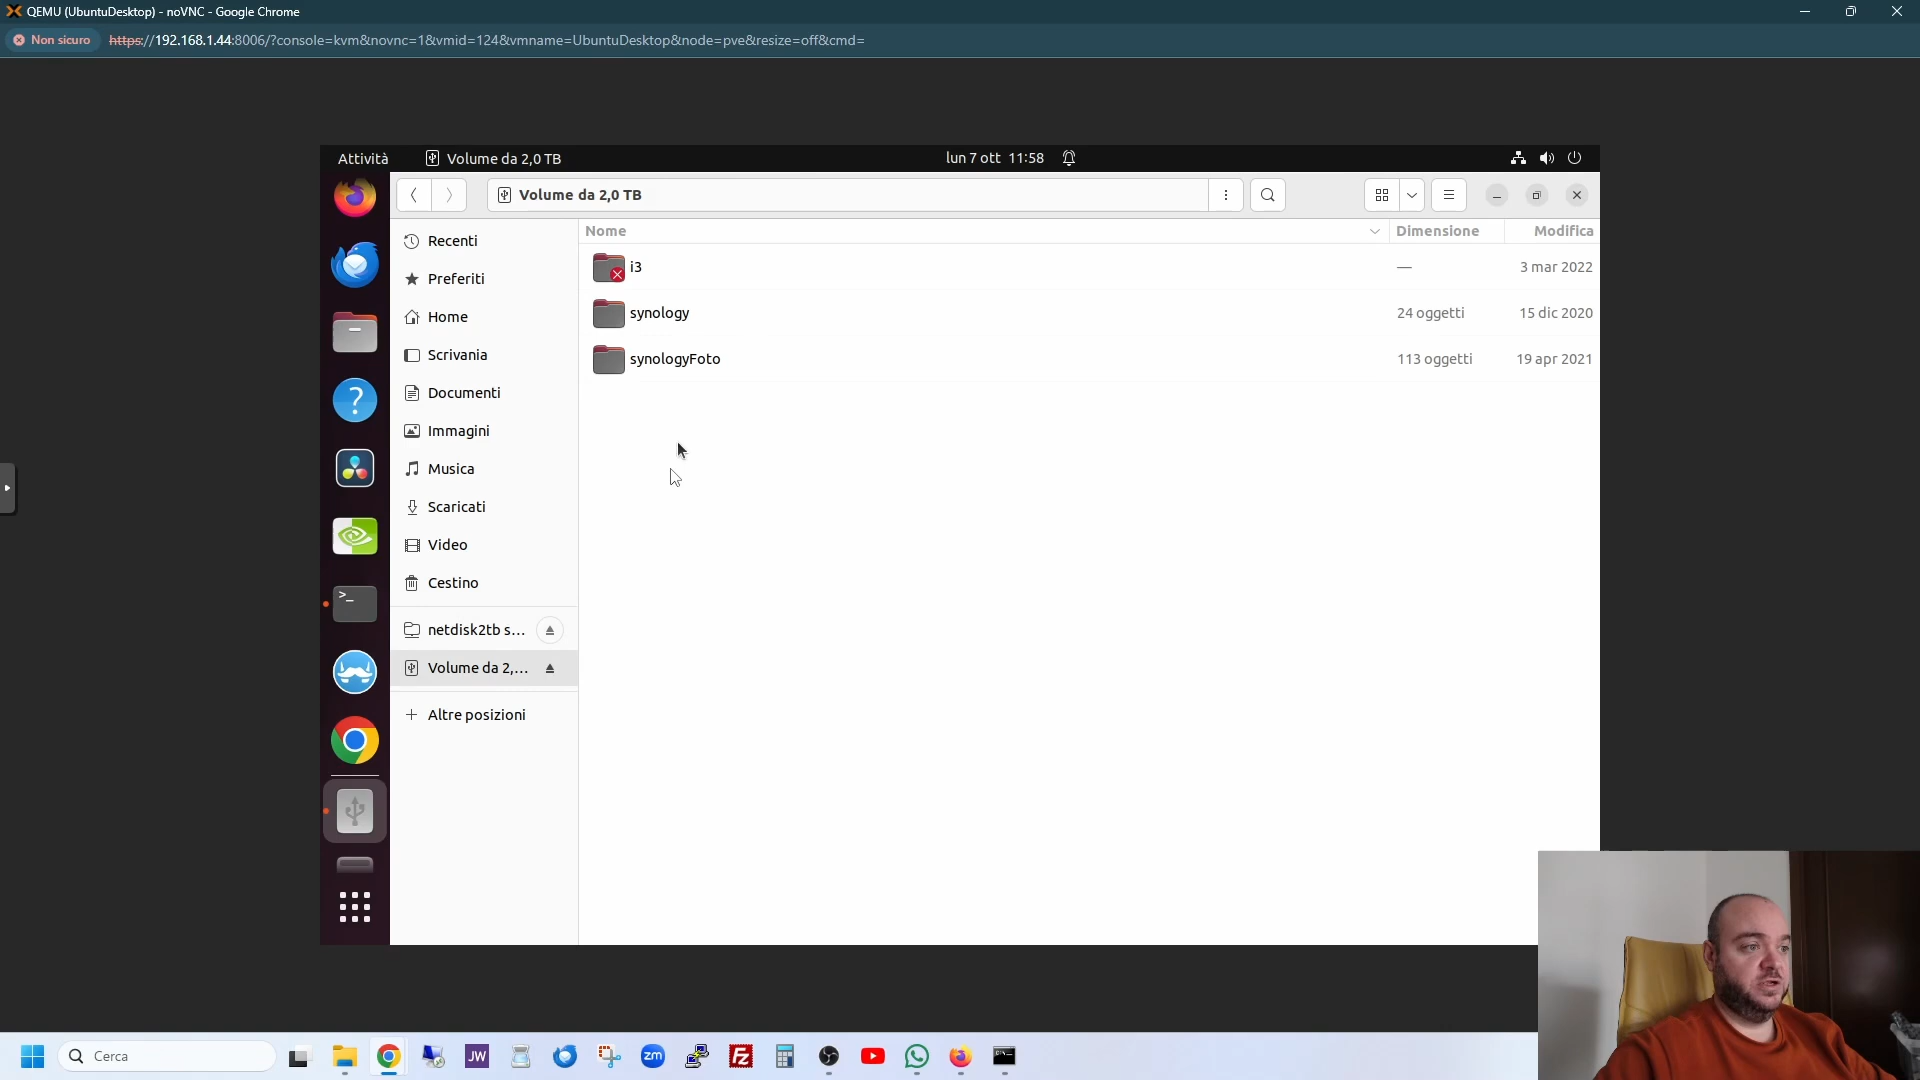 QEMU (UbuntuDesktop) - noVNC - Google Chrome
Non sicuro https://192.168.1.44:8006/?console=kvm&novnc=1&vmid=124&vmname=UbuntuDesktop&node=pve&resize=off&cmd=
Attività Volume da 2,0 TB lun 7 ott 11:58
Volume da 2,0 TB
Nome Dimensione Modifica
Recenti
Preferiti
Home
Scrivania
Documenti
Immagini
Musica
Scaricati
Video
Cestino
netdisk2tb s...
Volume da 2,...
+ Altre posizioni
i3 — 3 mar 2022
synology 24 oggetti 15 dic 2020
synologyFoto 113 oggetti 19 apr 2021
Cerca
JW
zm
FZ